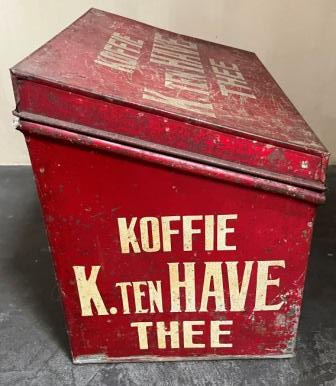 KOFFIE
K. TEN HAVE
THEE
KOFFIE
K. TEN HAVE
THEE